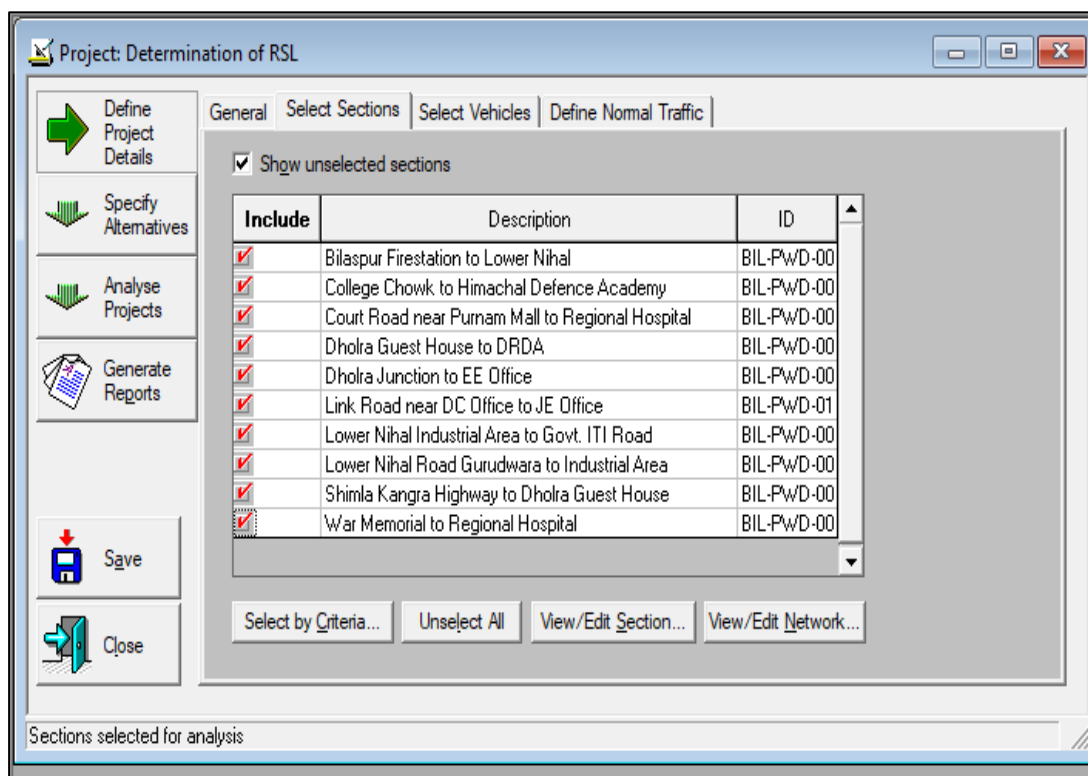 Project: Determination of RSL
Define
Project
Details
Specify
Alternatives
Analyse
Projects
Generate
Reports
Save
Close
General Select Sections Select Vehicles Define Normal Traffic
Show unselected sections
Include Description ID
Bilaspur Firestation to Lower Nihal BIL-PWD-00
College Chowk to Himachal Defence Academy BIL-PWD-00
Court Road near Purnam Mall to Regional Hospital BIL-PWD-00
Dholra Guest House to DRDA BIL-PWD-00
Dholra Junction to EE Office BIL-PWD-00
Link Road near DC Office to JE Office BIL-PWD-01
Lower Nihal Industrial Area to Govt. ITI Road BIL-PWD-00
Lower Nihal Road Gurudwara to Industrial Area BIL-PWD-00
Shimla Kangra Highway to Dholra Guest House BIL-PWD-00
War Memorial to Regional Hospital BIL-PWD-00
Select by Criteria... Unselect All View/Edit Section... View/Edit Network...
Sections selected for analysis